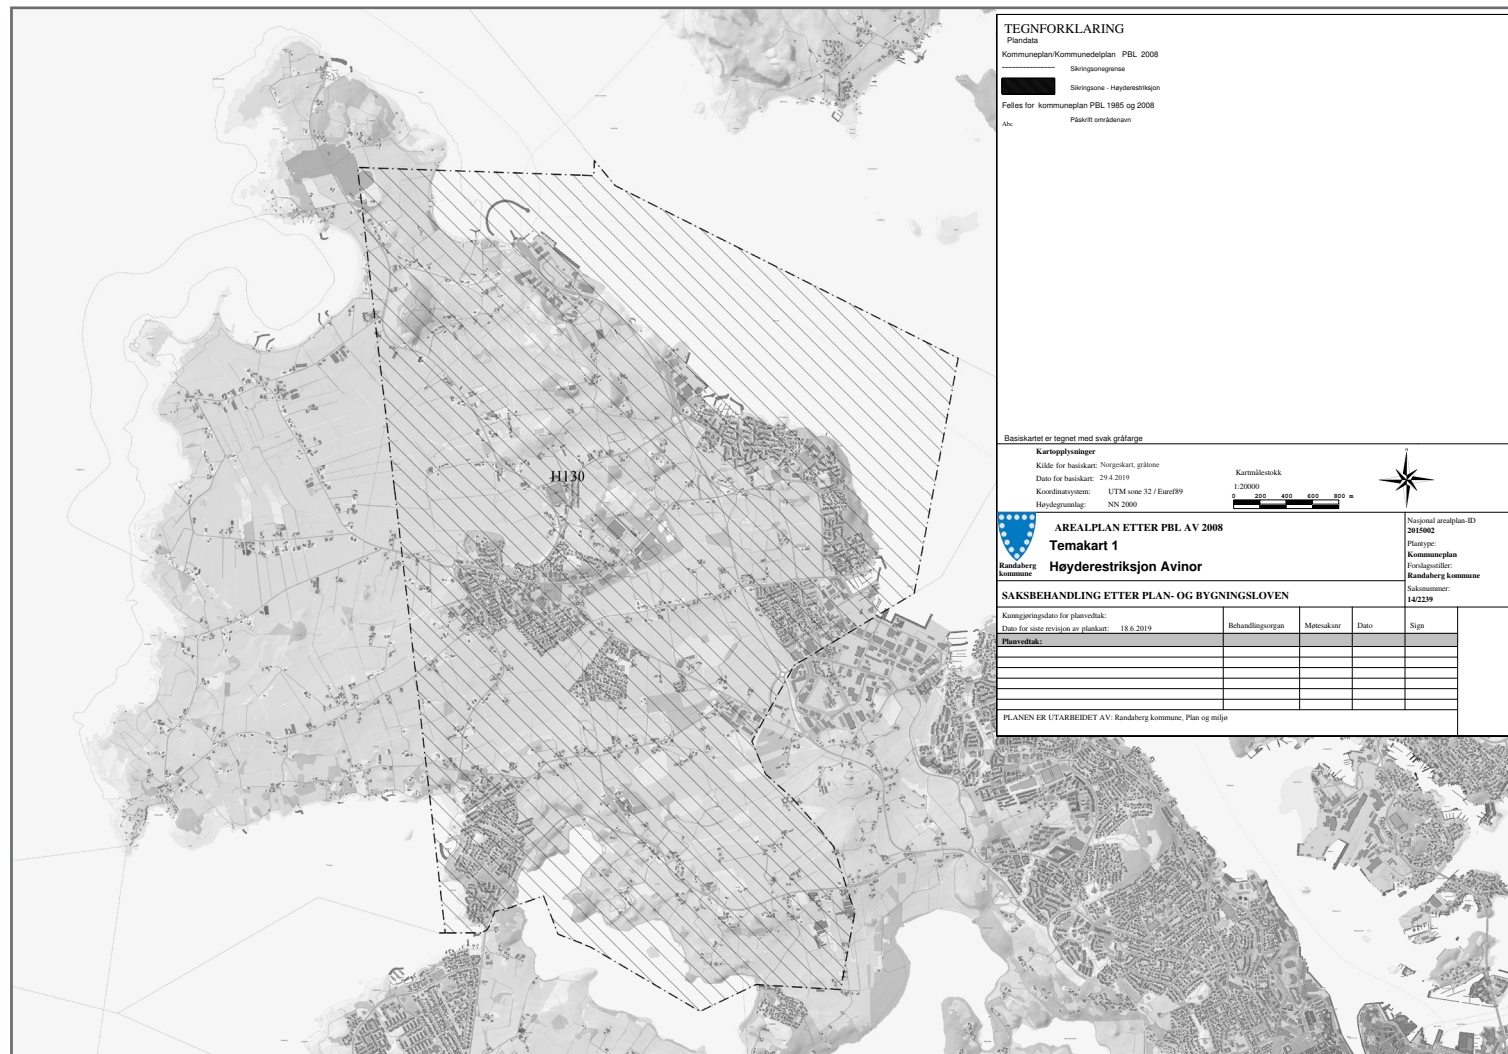 TEGNFORKLARING
Plandata
Kommuneplan/Kommunedelplan PBL 2008
Sikringsonegrense
Sikringsone - Høyderestriksjon
Felles for kommuneplan PBL 1985 og 2008
Abc Påskrift områdenavn
H130
Basiskartet er tegnet med svak gråfarge
Kartopplysninger
Kilde for basiskart: Norgeskart, gråtone
Dato for basiskart: 29.4.2019
Koordinatsystem: UTM sone 32 / Euref89
Høydegrunnlag: NN 2000
Kartmålestokk
1:20000
0 200 400 600 800 m
N
Randaberg
kommune
AREALPLAN ETTER PBL AV 2008
Temakart 1
Høyderestriksjon Avinor
Nasjonal arealplan-ID
2015002
Plantype:
Kommuneplan
Forslagsstiller:
Randaberg kommune
Saksnummer:
14/2239
SAKSBEHANDLING ETTER PLAN- OG BYGNINGSLOVEN
Kunngjøringsdato for planvedtak:
Dato for siste revisjon av plankart: 18.6.2019
Behandlingsorgan Møtesaksnr Dato Sign
Planvedtak:
PLANEN ER UTARBEIDET AV: Randaberg kommune, Plan og miljø